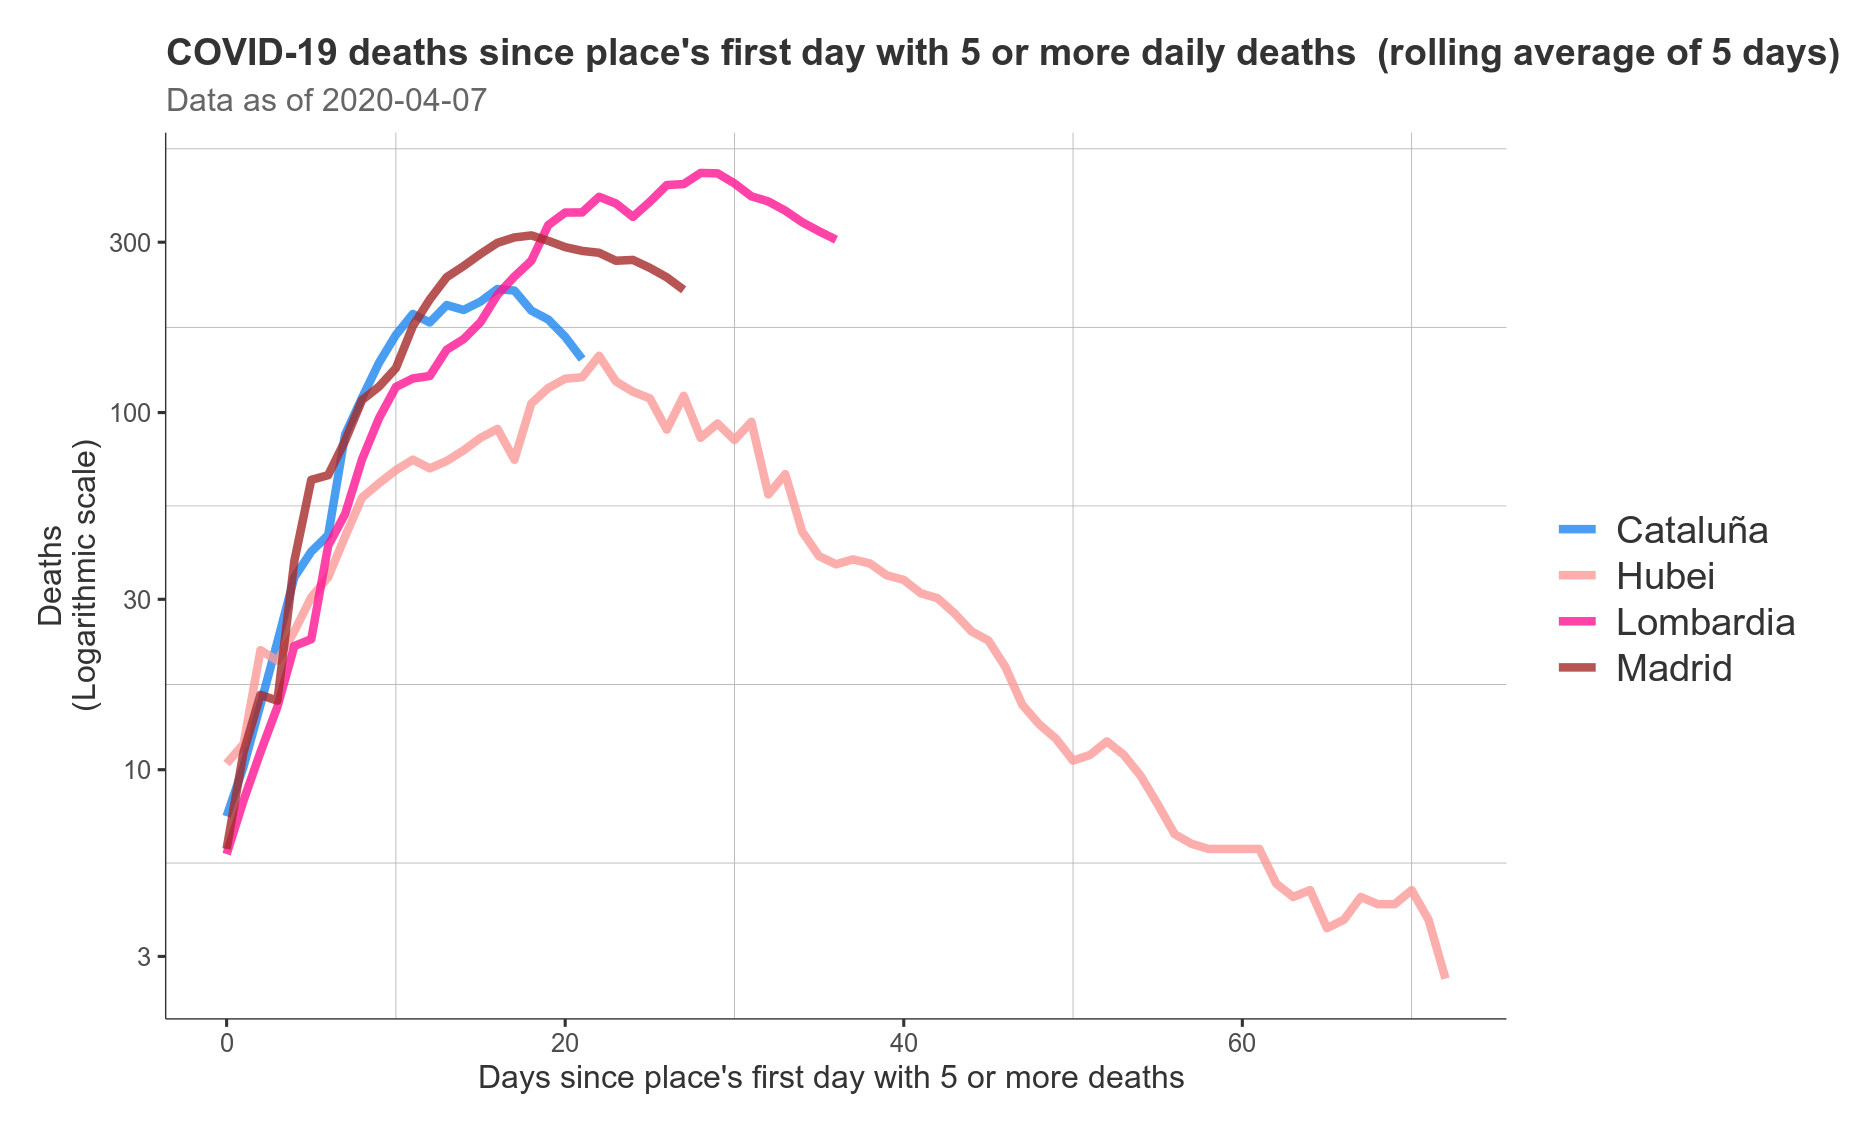 COVID-19 deaths since place's first day with 5 or more daily deaths  (rolling average of 5 days)
Data as of 2020-04-07
Deaths
(Logarithmic scale)
300
100
30
10
3
0
20
40
60
Days since place's first day with 5 or more deaths
Cataluña
Hubei
Lombardia
Madrid